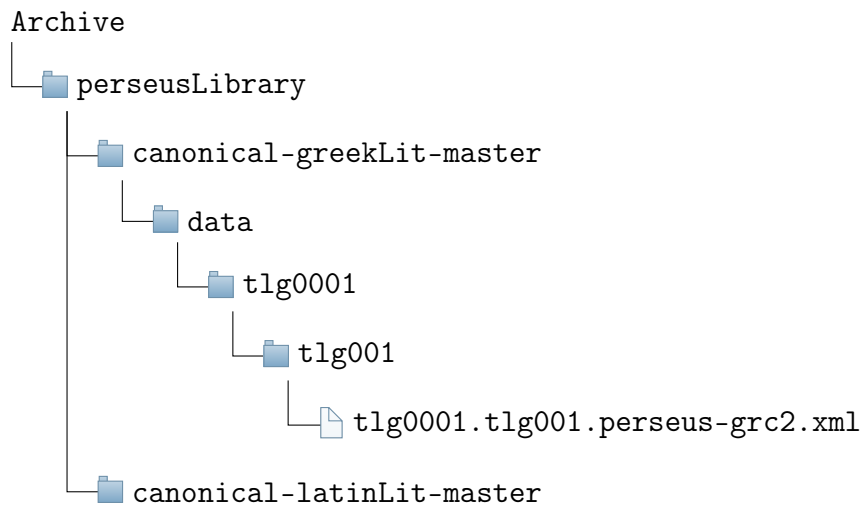 Archive
perseusLibrary
canonical-greekLit-master
data
tlg0001
tlg001
tlg0001.tlg001.perseus-grc2.xml
canonical-latinLit-master